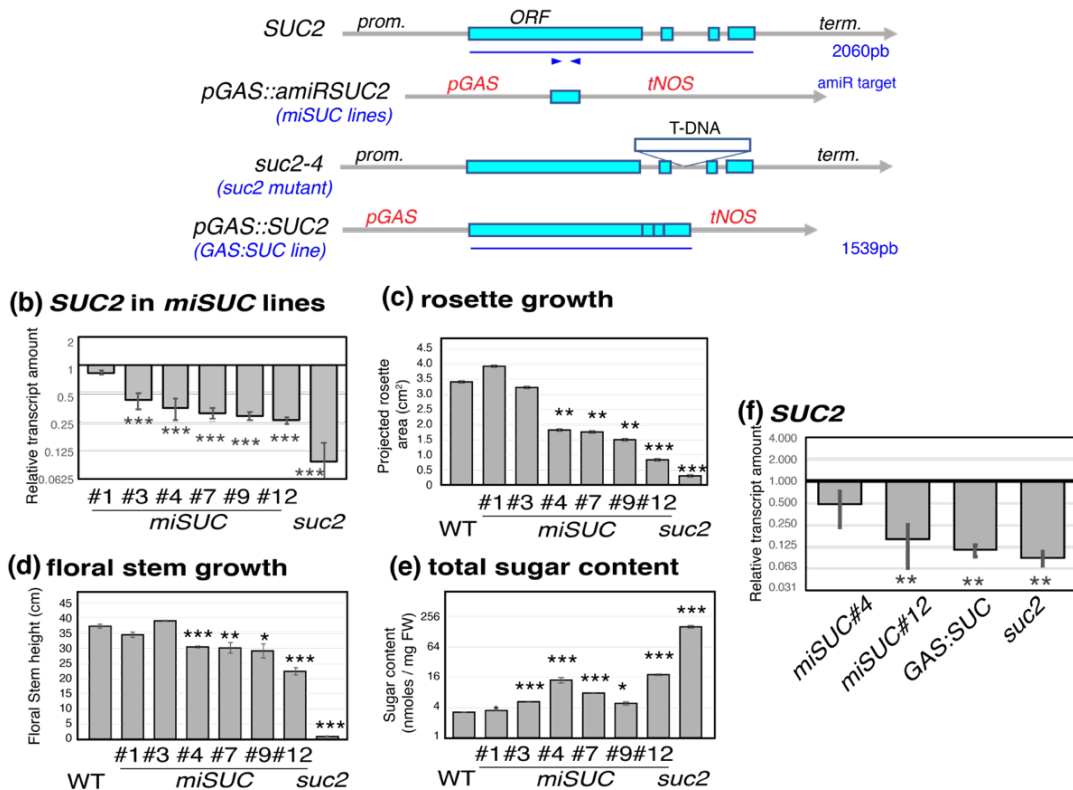 SUC2 prom. ORF term.
2060pb
pGAS::amiRSUC2 pGAS tNOS amiR target
(miSUC lines)
T-DNA
suc2-4 prom. term.
(suc2 mutant)
pGAS::SUC2 pGAS tNOS
(GAS:SUC line) 1539pb
(b) SUC2 in miSUC lines
Relative transcript amount
2
1
0.5
0.25
0.125
0.0625
*** *** *** *** *** ***
#1 #3 #4 #7 #9 #12
miSUC suc2
(c) rosette growth
Projected rosette
area (cm²)
4.5
4.0
3.5
3.0
2.5
2.0
1.5
1.0
0.5
0
** ** ** *** ***
#1 #3 #4 #7 #9 #12
WT miSUC suc2
(d) floral stem growth
Floral Stem height (cm)
45
40
35
30
25
20
15
10
5
0
*** ** * *** ***
#1 #3 #4 #7 #9 #12
WT miSUC suc2
(e) total sugar content
Sugar content
(nmoles / mg FW)
256
64
16
4
1
* *** *** *** * *** ***
#1 #3 #4 #7 #9 #12
WT miSUC suc2
(f) SUC2
Relative transcript amount
4.000
2.000
1.000
0.500
0.250
0.125
0.063
0.031
** ** **
miSUC#4 miSUC#12 GAS:SUC suc2